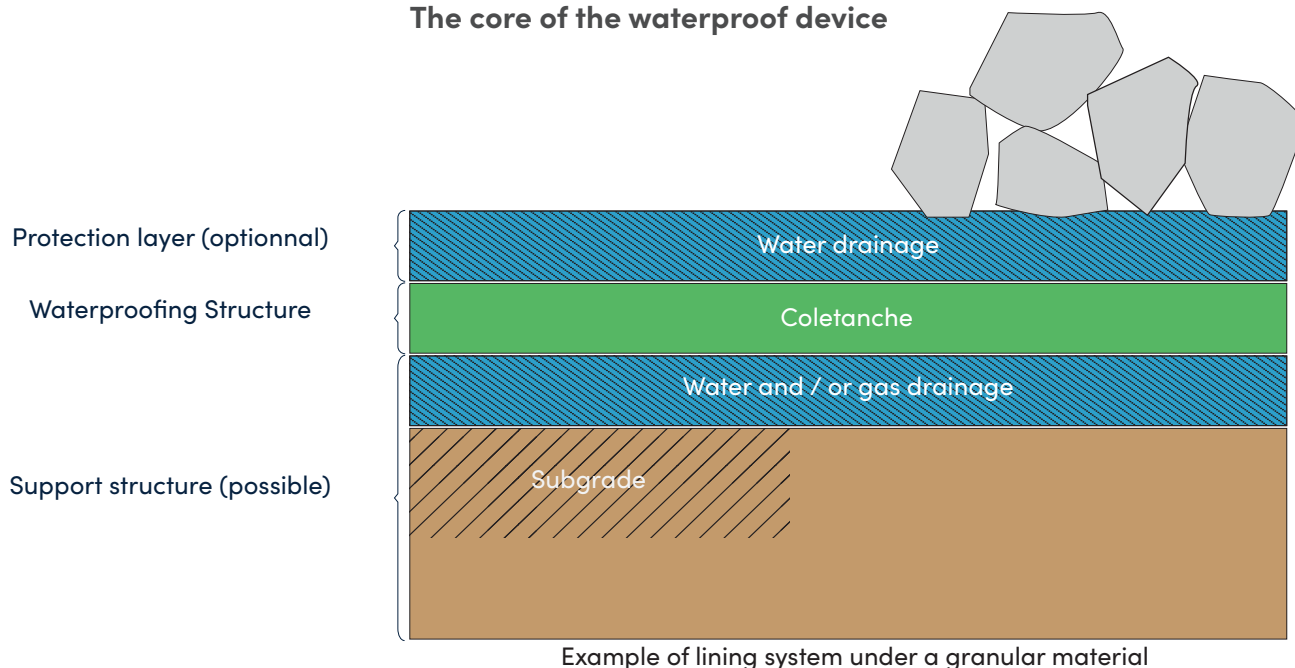 The core of the waterproof device
Protection layer (optionnal)
Water drainage
Waterproofing Structure
Coletanche
Water and / or gas drainage
Support structure (possible)
Subgrade
Example of lining system under a granular material